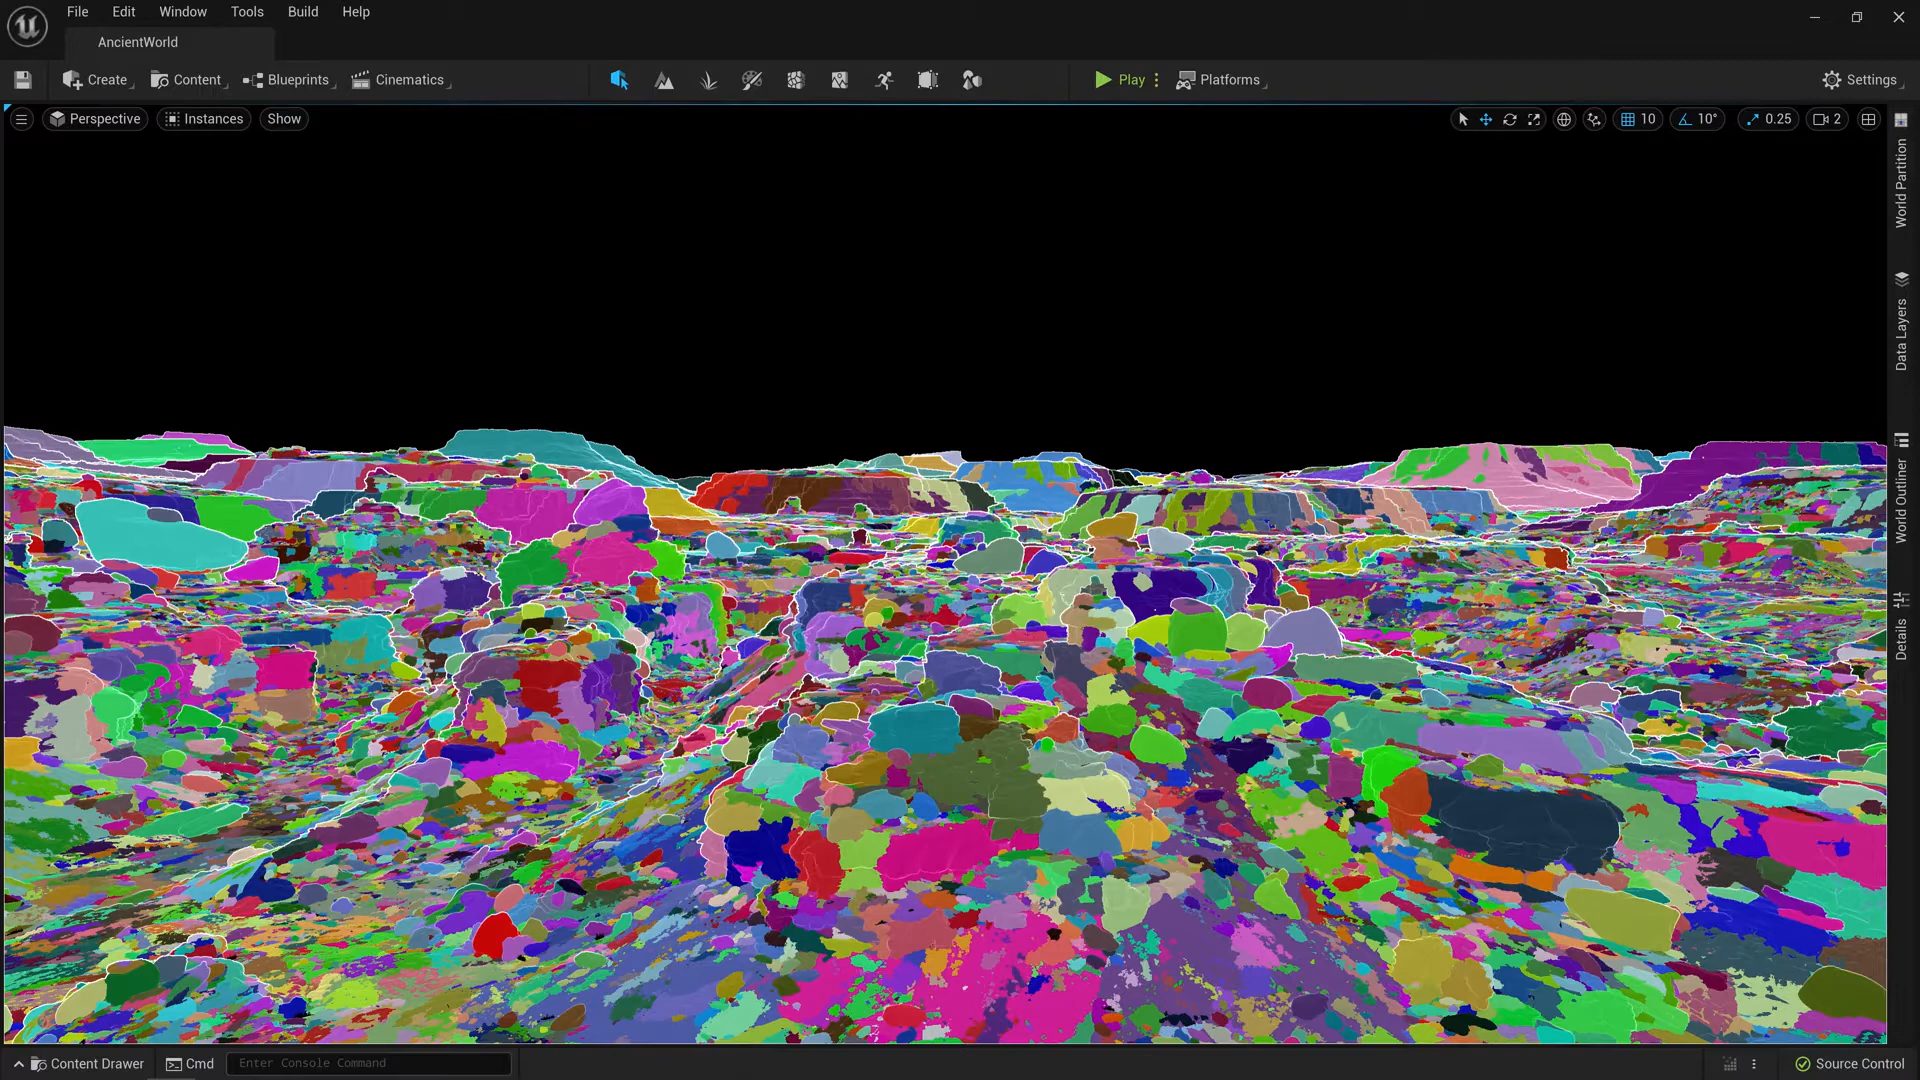 File Edit Window Tools Build Help
AncientWorld
Create Content Blueprints Cinematics Play Platforms Settings
Perspective Instances Show 10 10° 0.25 2
World Partition
Data Layers
World Outliner
Details
Content Drawer Cmd Enter Console Command Source Control